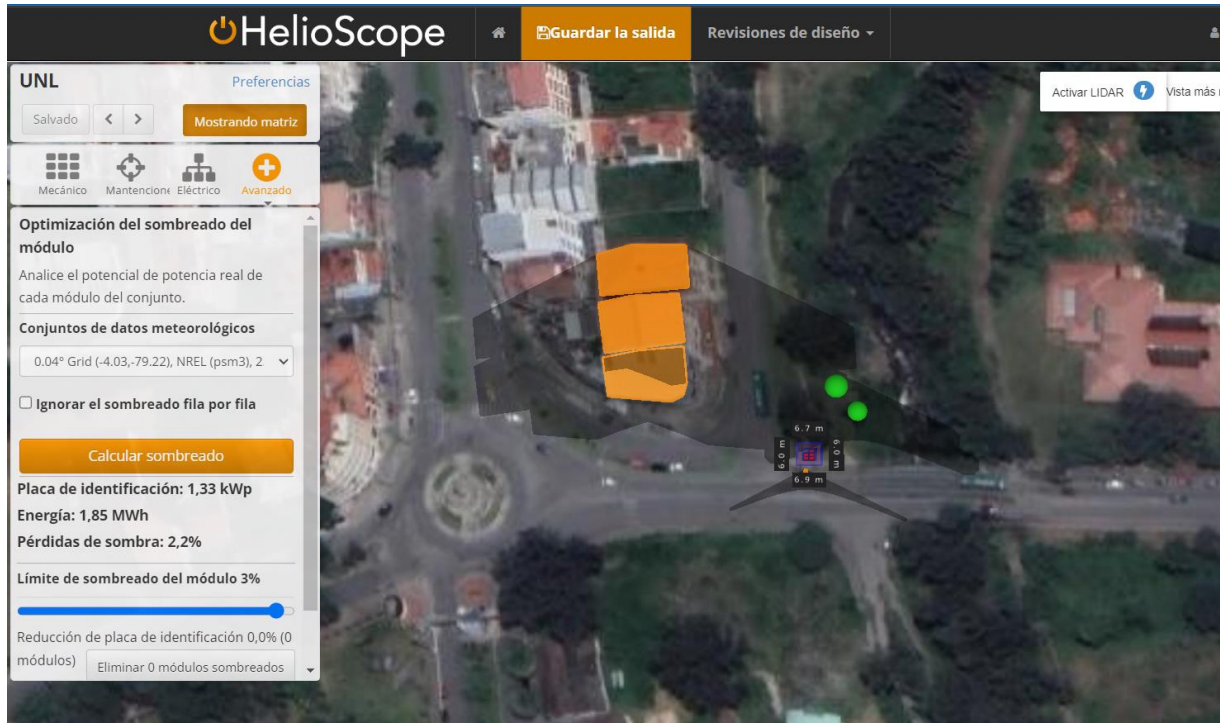 HelioScope
Guardar la salida
Revisiones de diseño
UNL
Preferencias
Salvado
Mostrando matriz
Mecánico
Mantencione
Eléctrico
Avanzado
Optimización del sombreado del
módulo
Analice el potencial de potencia real de
cada módulo del conjunto.
Conjuntos de datos meteorológicos
0.04° Grid (-4.03,-79.22), NREL (psm3), 2
Ignorar el sombreado fila por fila
Calcular sombreado
Placa de identificación: 1,33 kWp
Energía: 1,85 MWh
Pérdidas de sombra: 2,2%
Límite de sombreado del módulo 3%
Reducción de placa de identificación 0,0% (0
módulos)
Eliminar 0 módulos sombreados
Activar LIDAR
Vista más
6.7 m
6.0 m
6.0 m
6.9 m